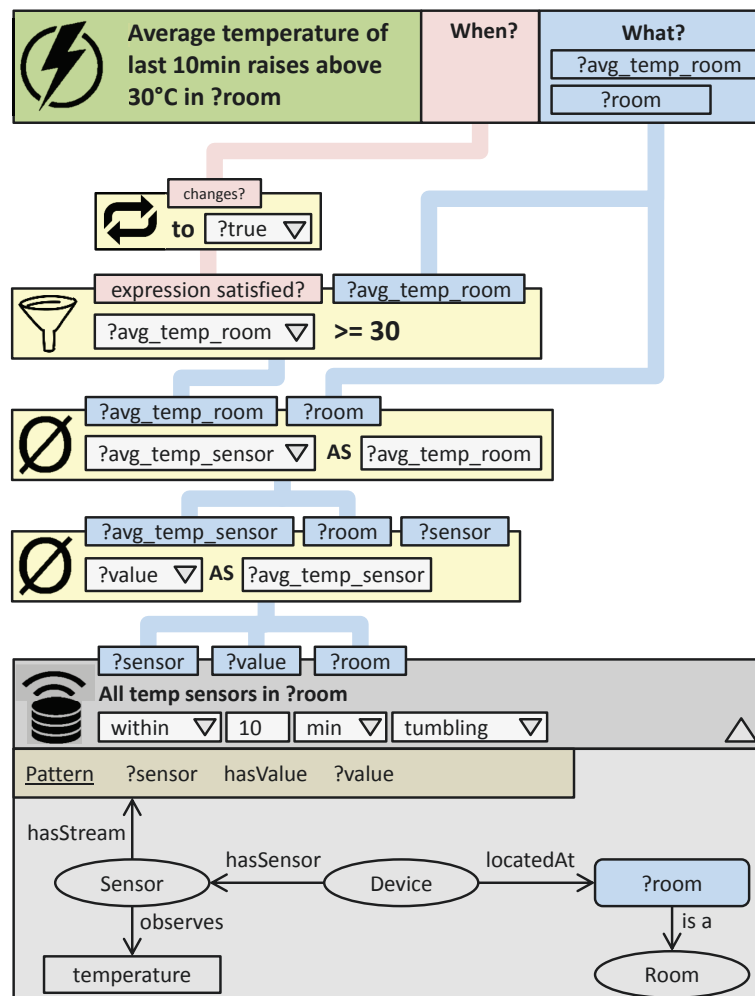 Average temperature of
last 10min raises above
30°C in ?room
When?
What?
?avg_temp_room
?room
changes?
to ?true
expression satisfied? ?avg_temp_room
?avg_temp_room >= 30
?avg_temp_room ?room
?avg_temp_sensor AS ?avg_temp_room
?avg_temp_sensor ?room ?sensor
?value AS ?avg_temp_sensor
?sensor ?value ?room
All temp sensors in ?room
within 10 min tumbling
Pattern ?sensor hasValue ?value
hasStream
hasSensor locatedAt
Sensor Device ?room
observes is a
temperature Room